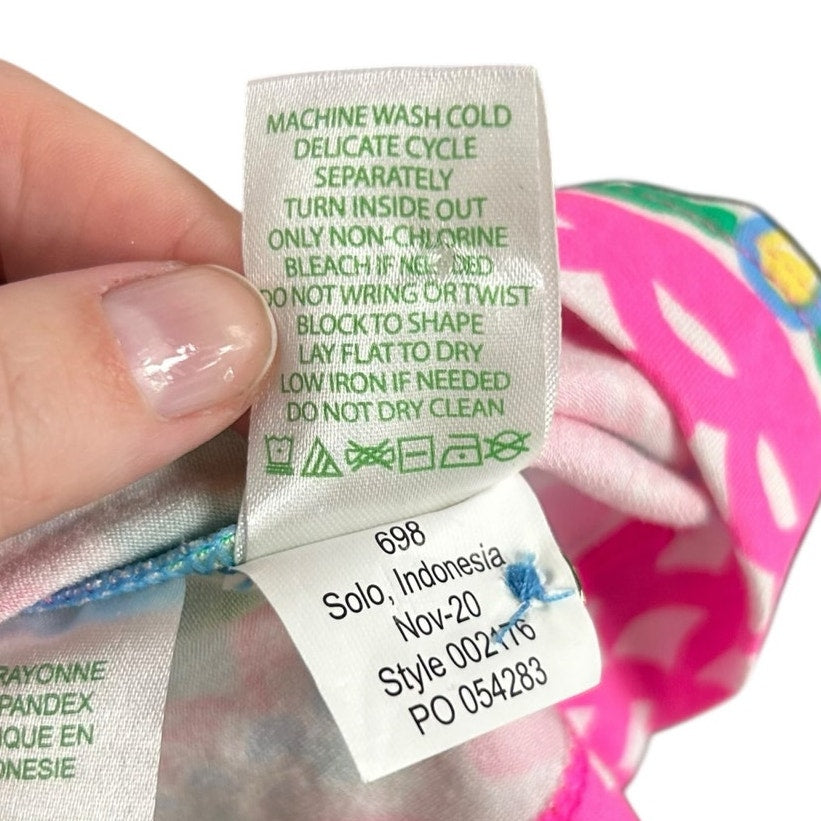 MACHINE WASH COLD
DELICATE CYCLE
SEPARATELY
TURN INSIDE OUT
ONLY NON-CHLORINE
BLEACH IF NEEDED
DO NOT WRING OR TWIST
BLOCK TO SHAPE
LAY FLAT TO DRY
LOW IRON IF NEEDED
DO NOT DRY CLEAN
698
Solo, Indonesia
Nov-20
Style 002176
PO 054283
RAYONNE
PANDEX
IQUE EN
ONESIE